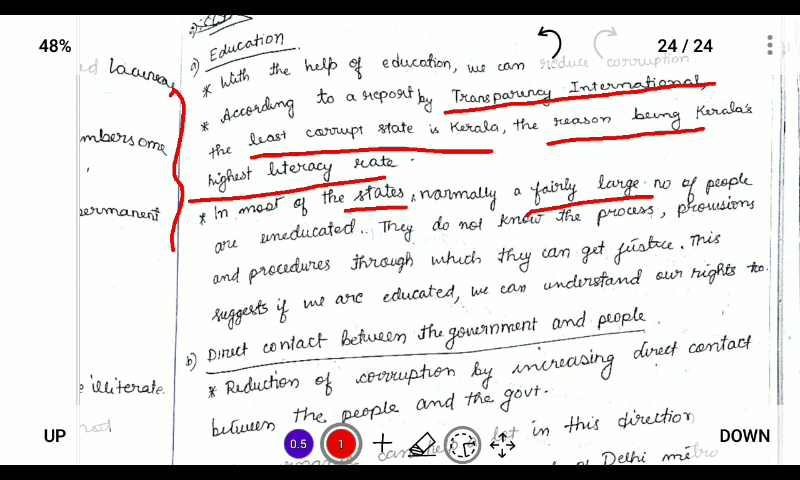 48%
24 / 24
a) Education
* With the help of education, we can reduce corruption.
* According to a report by Transparency International,
the least corrupt state is Kerala, the reason being Kerala's
highest literacy rate.
* In most of the states, normally a fairly large no of people
are uneducated. They do not know the process, provisions
and procedures through which they can get justice. This
suggests if we are educated, we can understand our rights too.
b) Direct contact between the government and people
* Reduction of corruption by increasing direct contact
between the people and the govt.
in this direction
Delhi metro
mbersome
ermanent
illiterate.
UP
0.5
1
DOWN